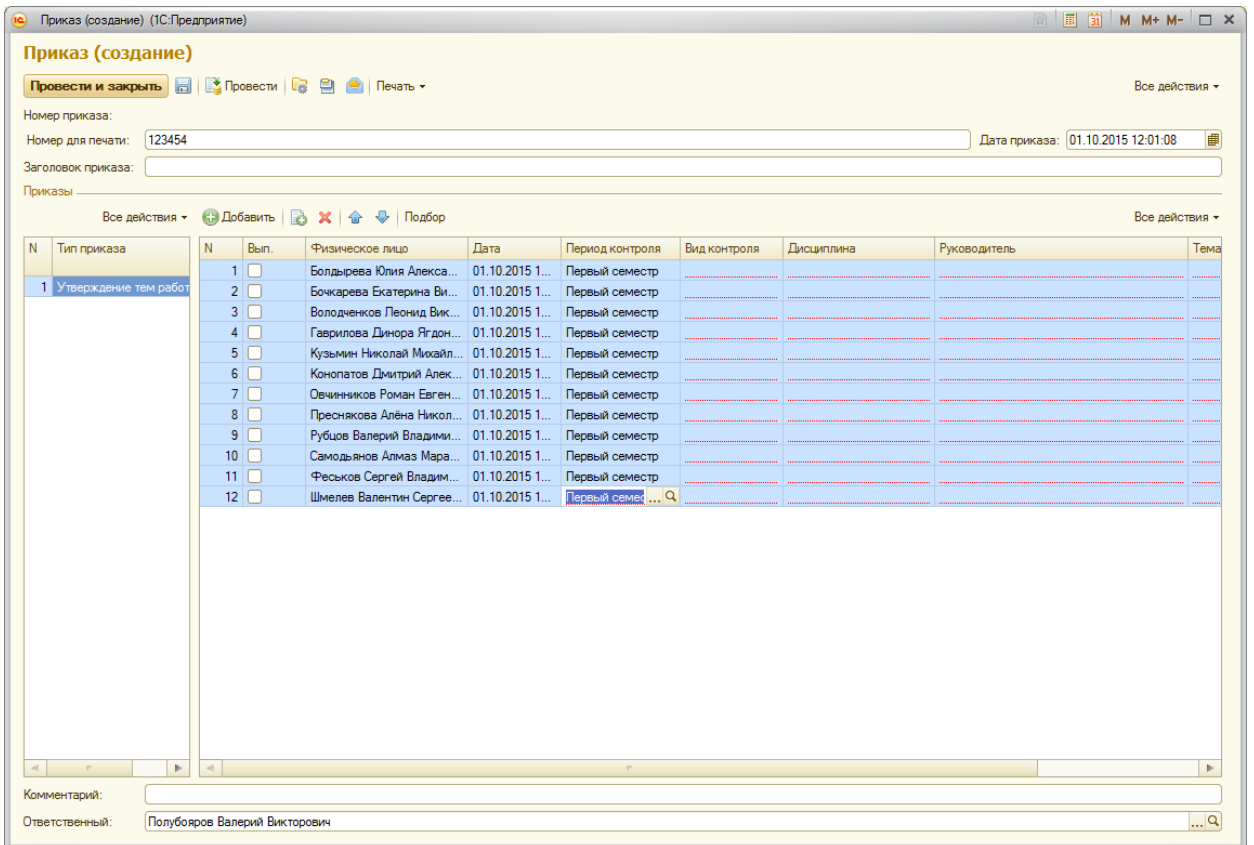 Приказ (создание) (1С:Предприятие) 31 M M+ M-
Приказ (создание)
Провести и закрыть Провести Печать Все действия
Номер приказа:
Номер для печати: 123454 Дата приказа: 01.10.2015 12:01:08
Заголовок приказа:
Приказы
Все действия Добавить Подбор Все действия
N Тип приказа N Вып. Физическое лицо Дата Период контроля Вид контроля Дисциплина Руководитель Тема
1 Болдырева Юлия Алекса... 01.10.2015 1... Первый семестр
1 Утверждение тем работ 2 Бочкарева Екатерина Ви... 01.10.2015 1... Первый семестр
3 Володченков Леонид Вик... 01.10.2015 1... Первый семестр
4 Гаврилова Динора Ягдон... 01.10.2015 1... Первый семестр
5 Кузьмин Николай Михайл... 01.10.2015 1... Первый семестр
6 Конопатов Дмитрий Алек... 01.10.2015 1... Первый семестр
7 Овчинников Роман Евген... 01.10.2015 1... Первый семестр
8 Преснякова Алёна Никол... 01.10.2015 1... Первый семестр
9 Рубцов Валерий Владими... 01.10.2015 1... Первый семестр
10 Самодьянов Алмаз Мара... 01.10.2015 1... Первый семестр
11 Феськов Сергей Владим... 01.10.2015 1... Первый семестр
12 Шмелев Валентин Сергее... 01.10.2015 1... Первый семес ...
Комментарий:
Ответственный: Полубояров Валерий Викторович ...